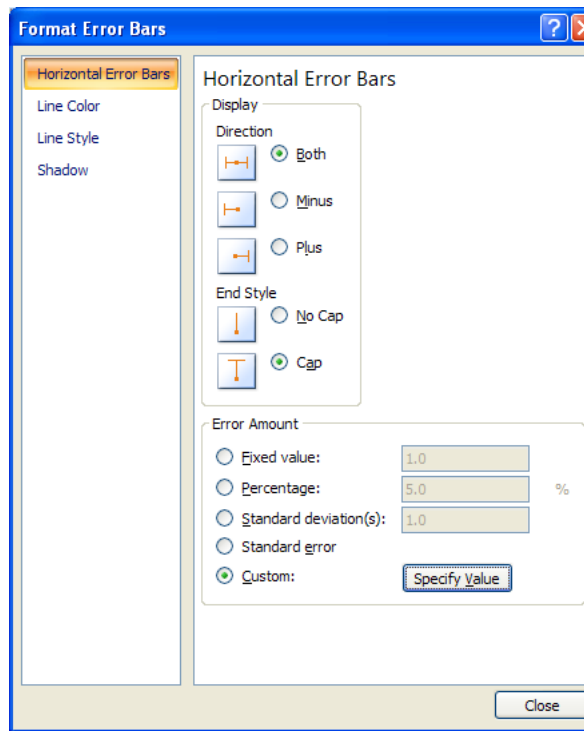 Format Error Bars
?
Horizontal Error Bars
Line Color
Line Style
Shadow
Horizontal Error Bars
Display
Direction
Both
Minus
Plus
End Style
No Cap
Cap
Error Amount
Fixed value: 1.0
Percentage: 5.0 %
Standard deviation(s): 1.0
Standard error
Custom: Specify Value
Close